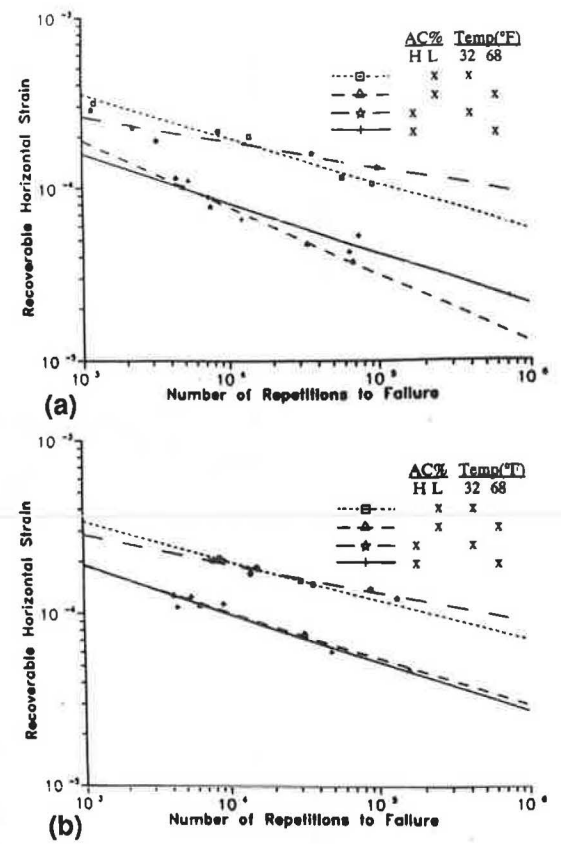 10⁻³
AC% Temp(°F)
H L 32 68
x x
x x
x x
x x
10⁻⁴
Recoverable Horizontal Strain
10⁻⁵
10³ 10⁴ 10⁵ 10⁶
Number of Repetitions to Failure
(a)
10⁻³
AC% Temp(°F)
H L 32 68
x x
x x
x x
x x
10⁻⁴
Recoverable Horizontal Strain
10⁻⁵
10³ 10⁴ 10⁵ 10⁶
Number of Repetitions to Failure
(b)